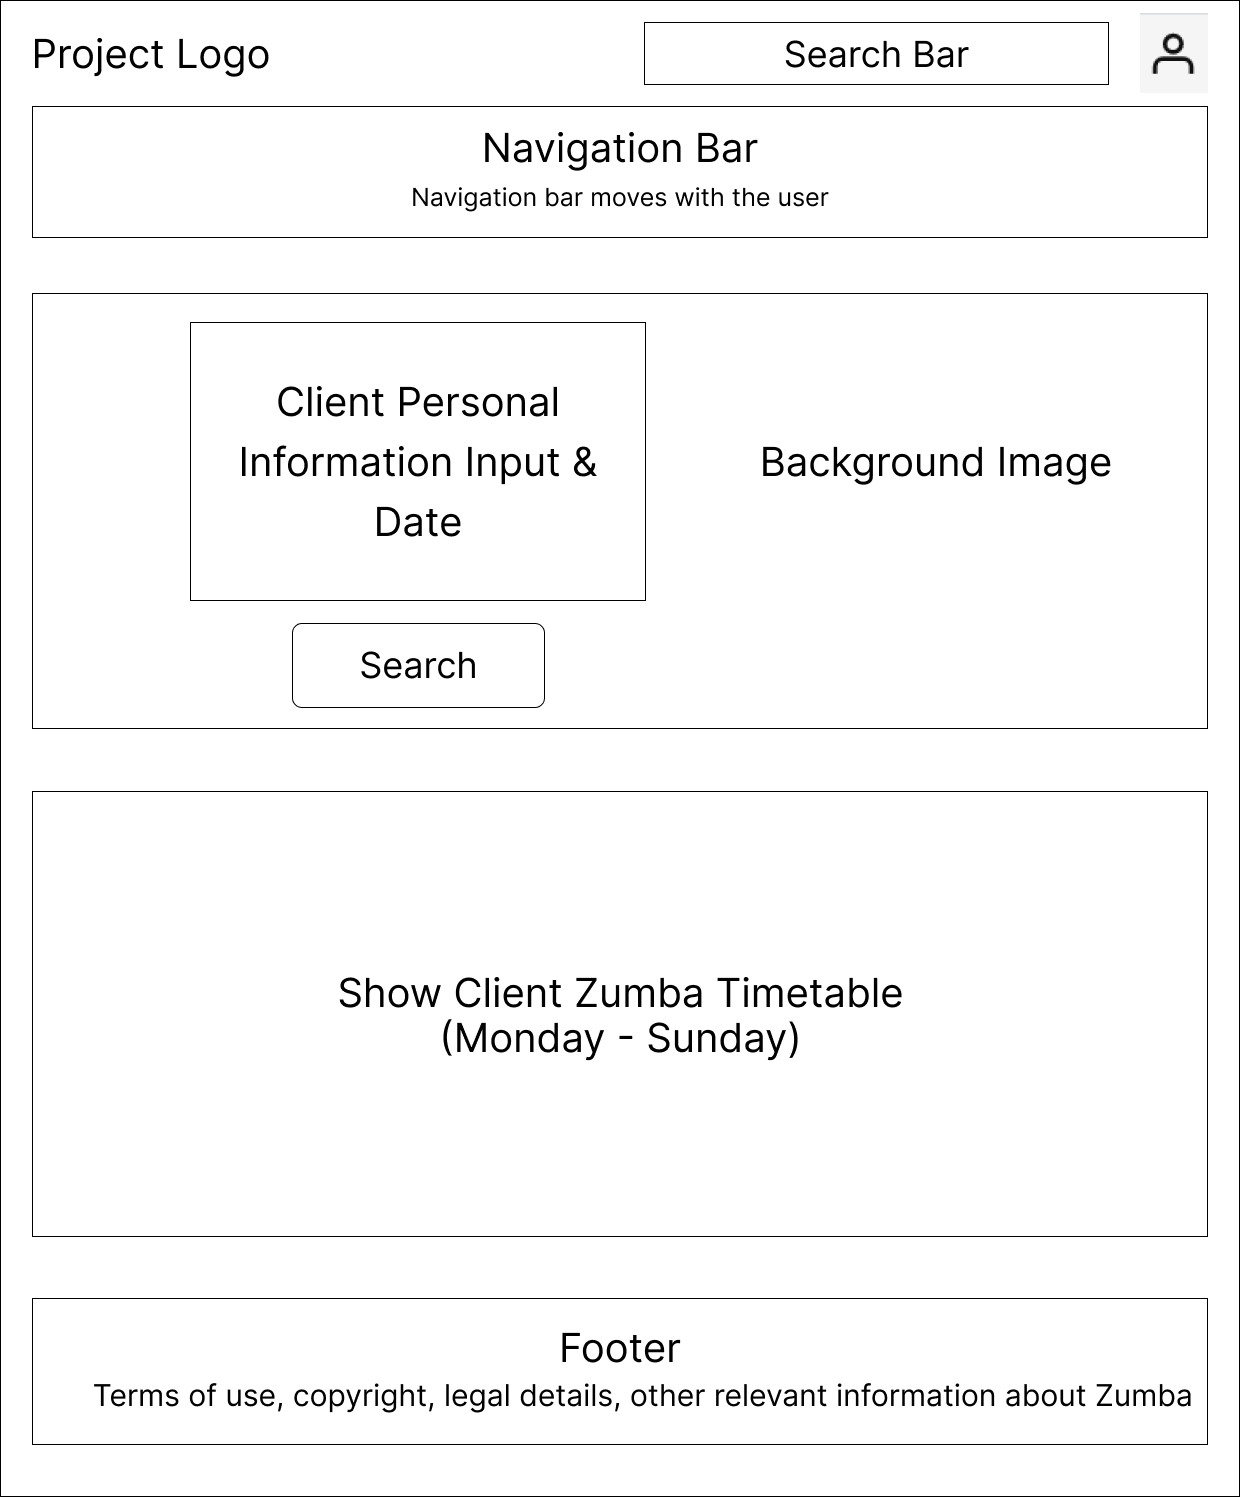 Project Logo
Search Bar
Navigation Bar
Navigation bar moves with the user
Client Personal
Information Input &
Date
Background Image
Search
Show Client Zumba Timetable
(Monday - Sunday)
Footer
Terms of use, copyright, legal details, other relevant information about Zumba